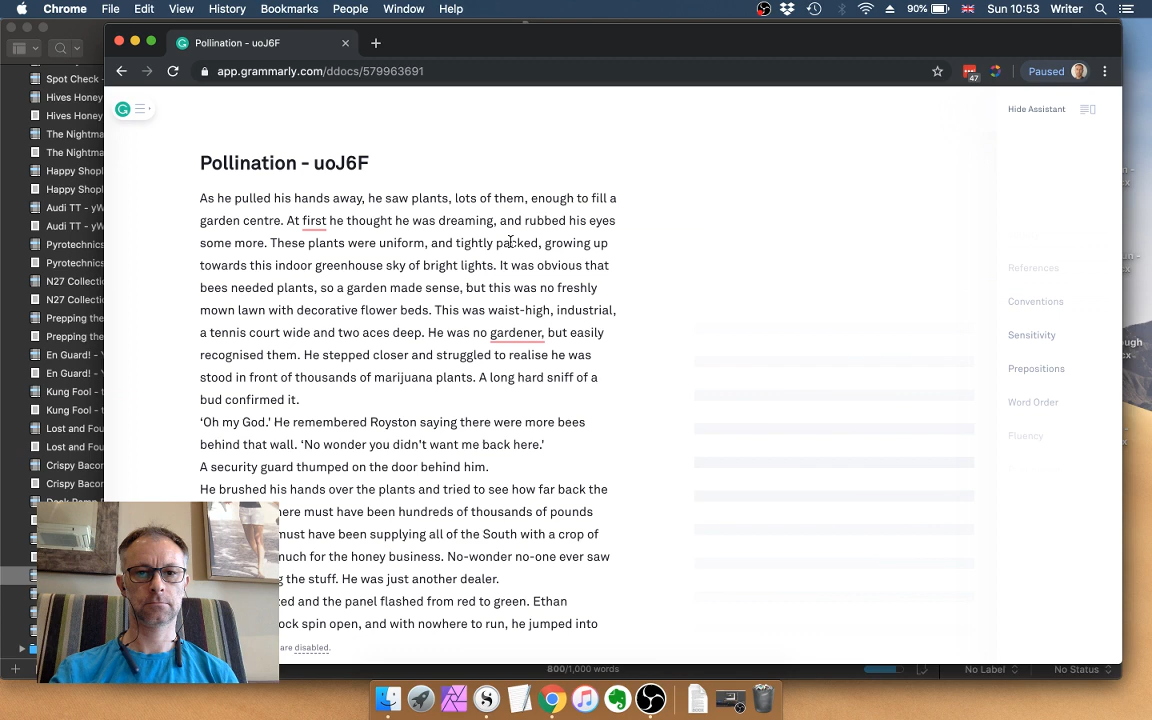 Chrome File Edit View History Bookmarks People Window Help 90% Sun 10:53 Writer
Pollination - uoJ6F
app.grammarly.com/ddocs/579963691
47
Paused
Spot Check -
Hives Honey
Hives Honey
The Nightma
The Nightma
Happy Shopl
Happy Shopl
Audi TT - yW
Audi TT - yW
Pyrotechnics
Pyrotechnics
N27 Collectio
N27 Collectio
Prepping the
Prepping the
En Guard! - 
En Guard! - 
Kung Fool - t
Kung Fool - t
Lost and Fou
Lost and Fou
Crispy Bacor
Crispy Bacor
Hide Assistant
Pollination - uoJ6F
As he pulled his hands away, he saw plants, lots of them, enough to fill a
garden centre. At first he thought he was dreaming, and rubbed his eyes
some more. These plants were uniform, and tightly packed, growing up
towards this indoor greenhouse sky of bright lights. It was obvious that
bees needed plants, so a garden made sense, but this was no freshly
mown lawn with decorative flower beds. This was waist-high, industrial,
a tennis court wide and two aces deep. He was no gardener, but easily
recognised them. He stepped closer and struggled to realise he was
stood in front of thousands of marijuana plants. A long hard sniff of a
bud confirmed it.
‘Oh my God.’ He remembered Royston saying there were more bees
behind that wall. ‘No wonder you didn't want me back here.’
A security guard thumped on the door behind him.
He brushed his hands over the plants and tried to see how far back the
here must have been hundreds of thousands of pounds
must have been supplying all of the South with a crop of
much for the honey business. No-wonder no-one ever saw
g the stuff. He was just another dealer.
zed and the panel flashed from red to green. Ethan
ock spin open, and with nowhere to run, he jumped into
are disabled.
References
Conventions
Sensitivity
Prepositions
Word Order
Fluency
800/1,000 words
No Label
No Status